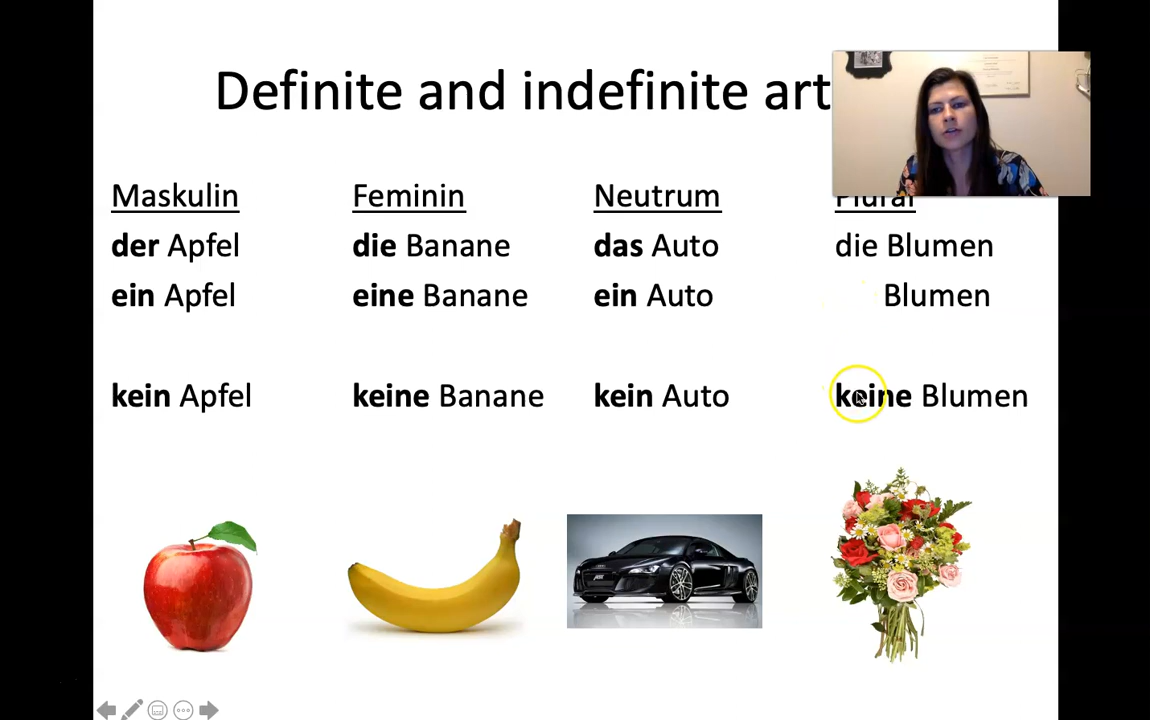 Definite and indefinite art
Maskulin Feminin Neutrum Plural
der Apfel die Banane das Auto die Blumen
ein Apfel eine Banane ein Auto Blumen
kein Apfel keine Banane kein Auto keine Blumen